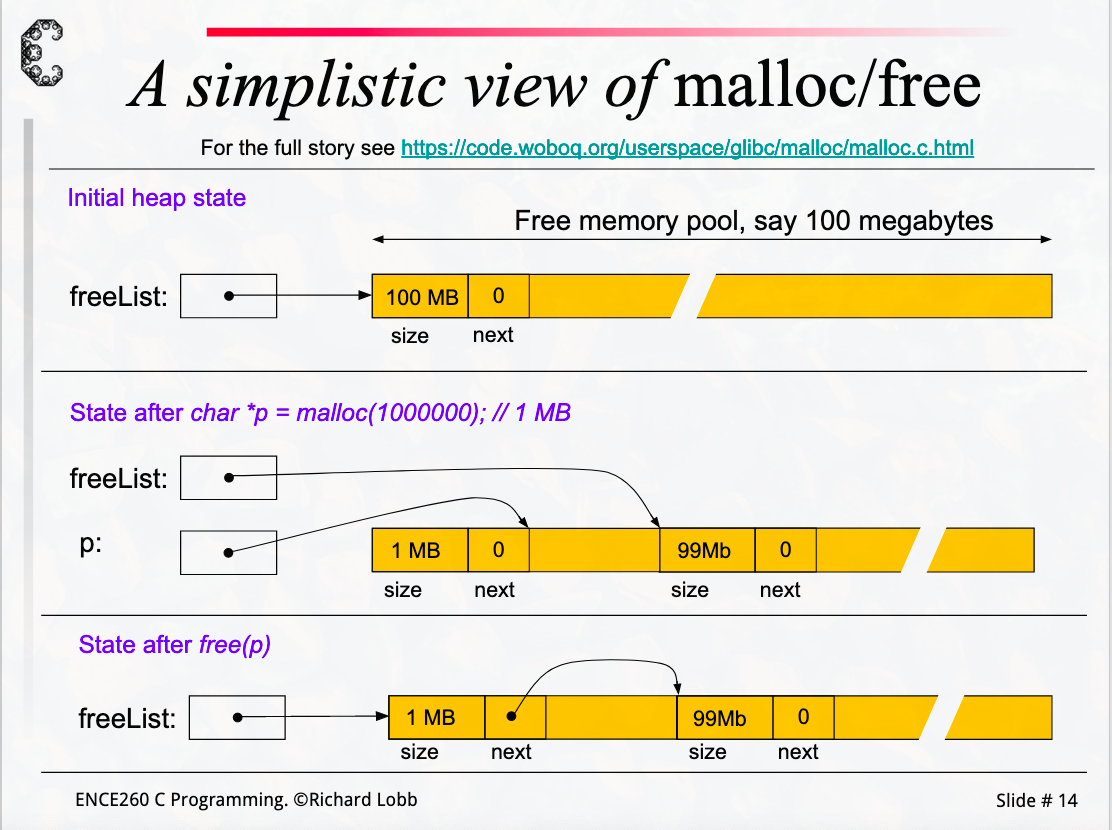 A simplistic view of malloc/free
For the full story see https://code.woboq.org/userspace/glibc/malloc/malloc.c.html
Initial heap state
Free memory pool, say 100 megabytes
freeList:
100 MB 0
size next
State after char *p = malloc(1000000); // 1 MB
freeList:
p:
1 MB 0 99Mb 0
size next size next
State after free(p)
freeList:
1 MB 99Mb 0
size next size next
ENCE260 C Programming. ©Richard Lobb
Slide # 14